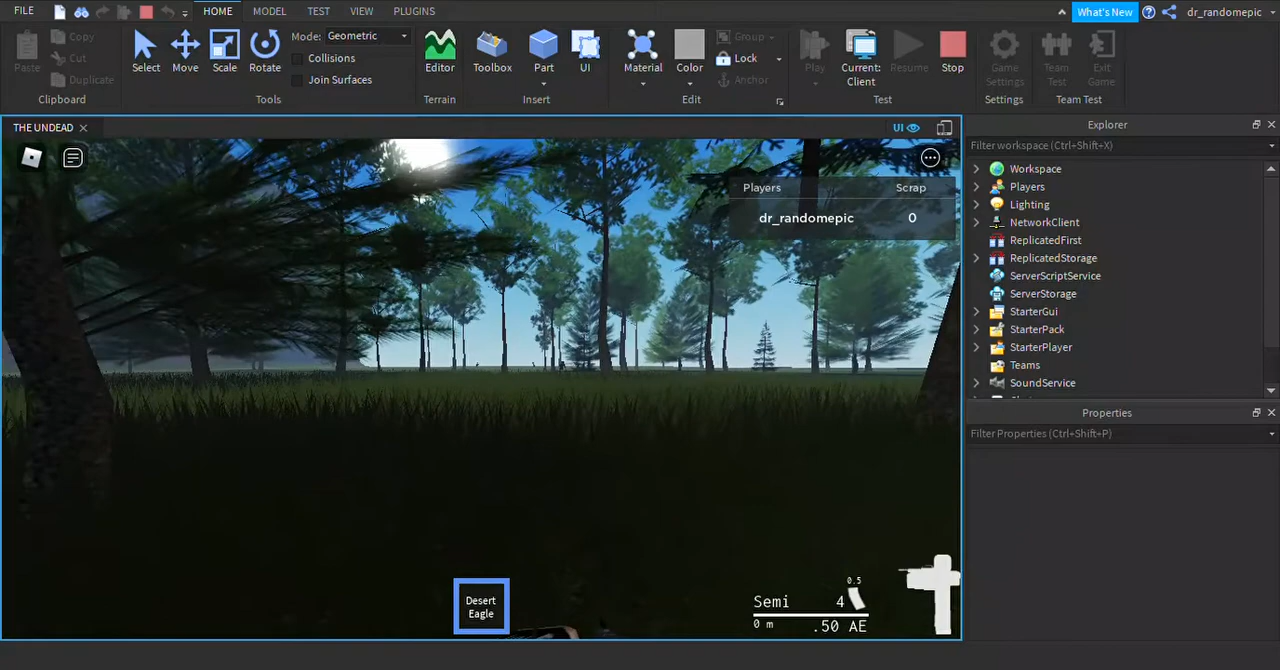 FILE HOME MODEL TEST VIEW PLUGINS What's New dr_randomepic
Paste Copy Cut Duplicate
Clipboard
Select Move Scale Rotate
Mode: Geometric
Collisions
Join Surfaces
Tools
Editor
Terrain
Toolbox Part UI
Insert
Material Color
Group
Lock
Anchor
Edit
Play Current: Client Resume Stop
Test
Game Settings
Settings
Team Test Exit Game
Team Test
THE UNDEAD
UI
Players Scrap
dr_randomepic 0
Desert
Eagle
0.5
Semi 4
0 m .50 AE
Explorer
Filter workspace (Ctrl+Shift+X)
Workspace
Players
Lighting
NetworkClient
ReplicatedFirst
ReplicatedStorage
ServerScriptService
ServerStorage
StarterGui
StarterPack
StarterPlayer
Teams
SoundService
Properties
Filter Properties (Ctrl+Shift+P)